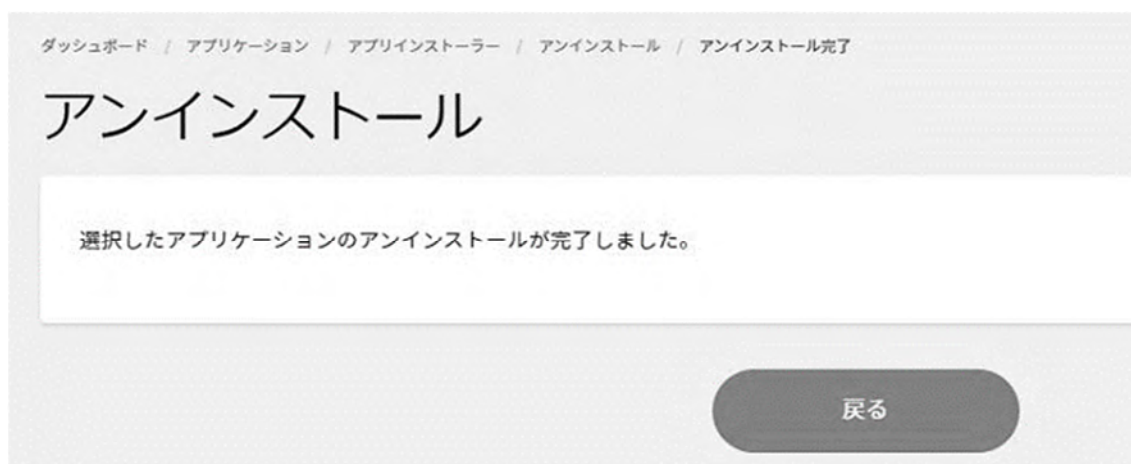 ダッシュボード / アプリケーション / アプリインストーラー / アンインストール / アンインストール完了
アンインストール
選択したアプリケーションのアンインストールが完了しました。
戻る